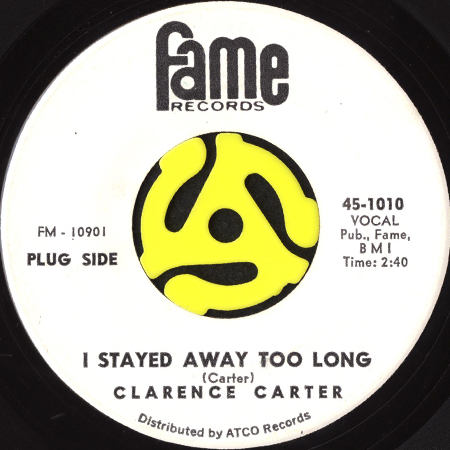 fame
RECORDS
45-1010
VOCAL
Pub., Fame,
B M I
Time: 2:40
FM - 10901
PLUG SIDE
I STAYED AWAY TOO LONG
(Carter)
CLARENCE CARTER
Distributed by ATCO Records